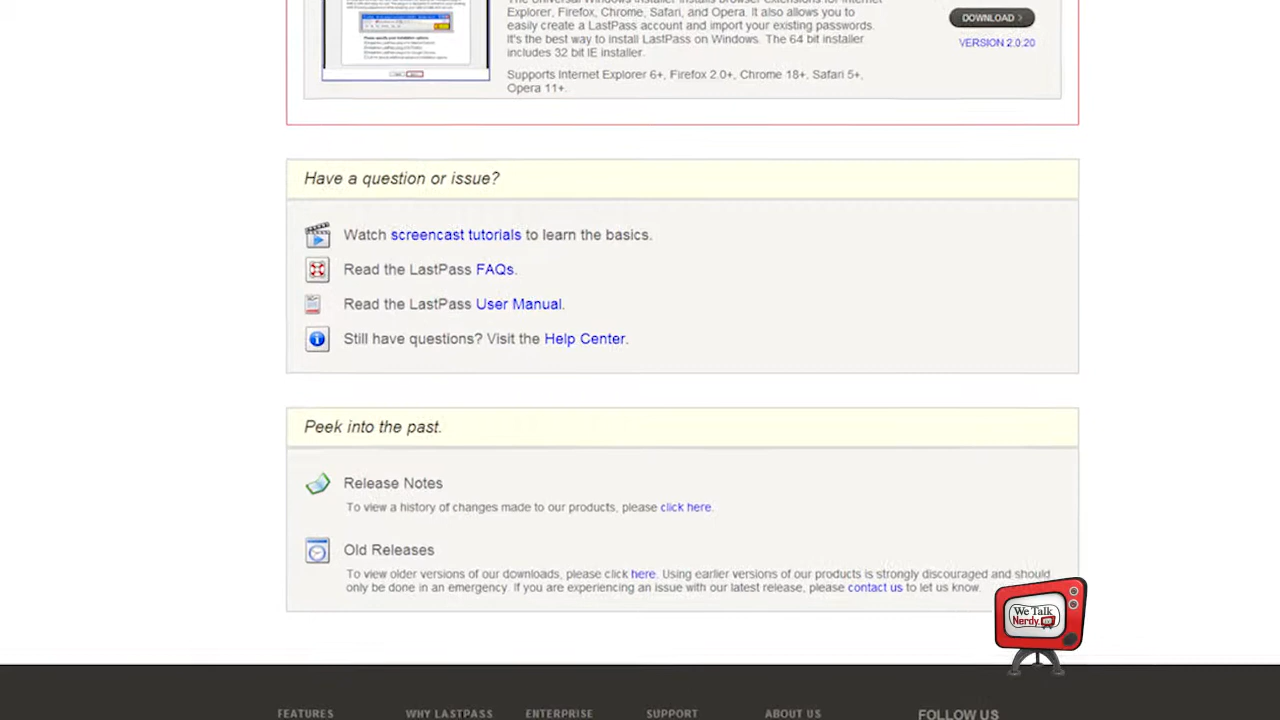 Explorer, Firefox, Chrome, Safari, and Opera. It also allows you to
easily create a LastPass account and import your existing passwords.
It's the best way to install LastPass on Windows. The 64 bit installer
includes 32 bit IE installer.
Supports Internet Explorer 6+, Firefox 2.0+, Chrome 18+, Safari 5+,
Opera 11+.
DOWNLOAD
VERSION 2.0.20
Have a question or issue?
Watch screencast tutorials to learn the basics.
Read the LastPass FAQs.
Read the LastPass User Manual.
Still have questions? Visit the Help Center.
Peek into the past.
Release Notes
To view a history of changes made to our products, please click here.
Old Releases
To view older versions of our downloads, please click here. Using earlier versions of our products is strongly discouraged and should
only be done in an emergency. If you are experiencing an issue with our latest release, please contact us to let us know.
We Talk
Nerdy
FEATURES WHY LASTPASS ENTERPRISE SUPPORT ABOUT US FOLLOW US